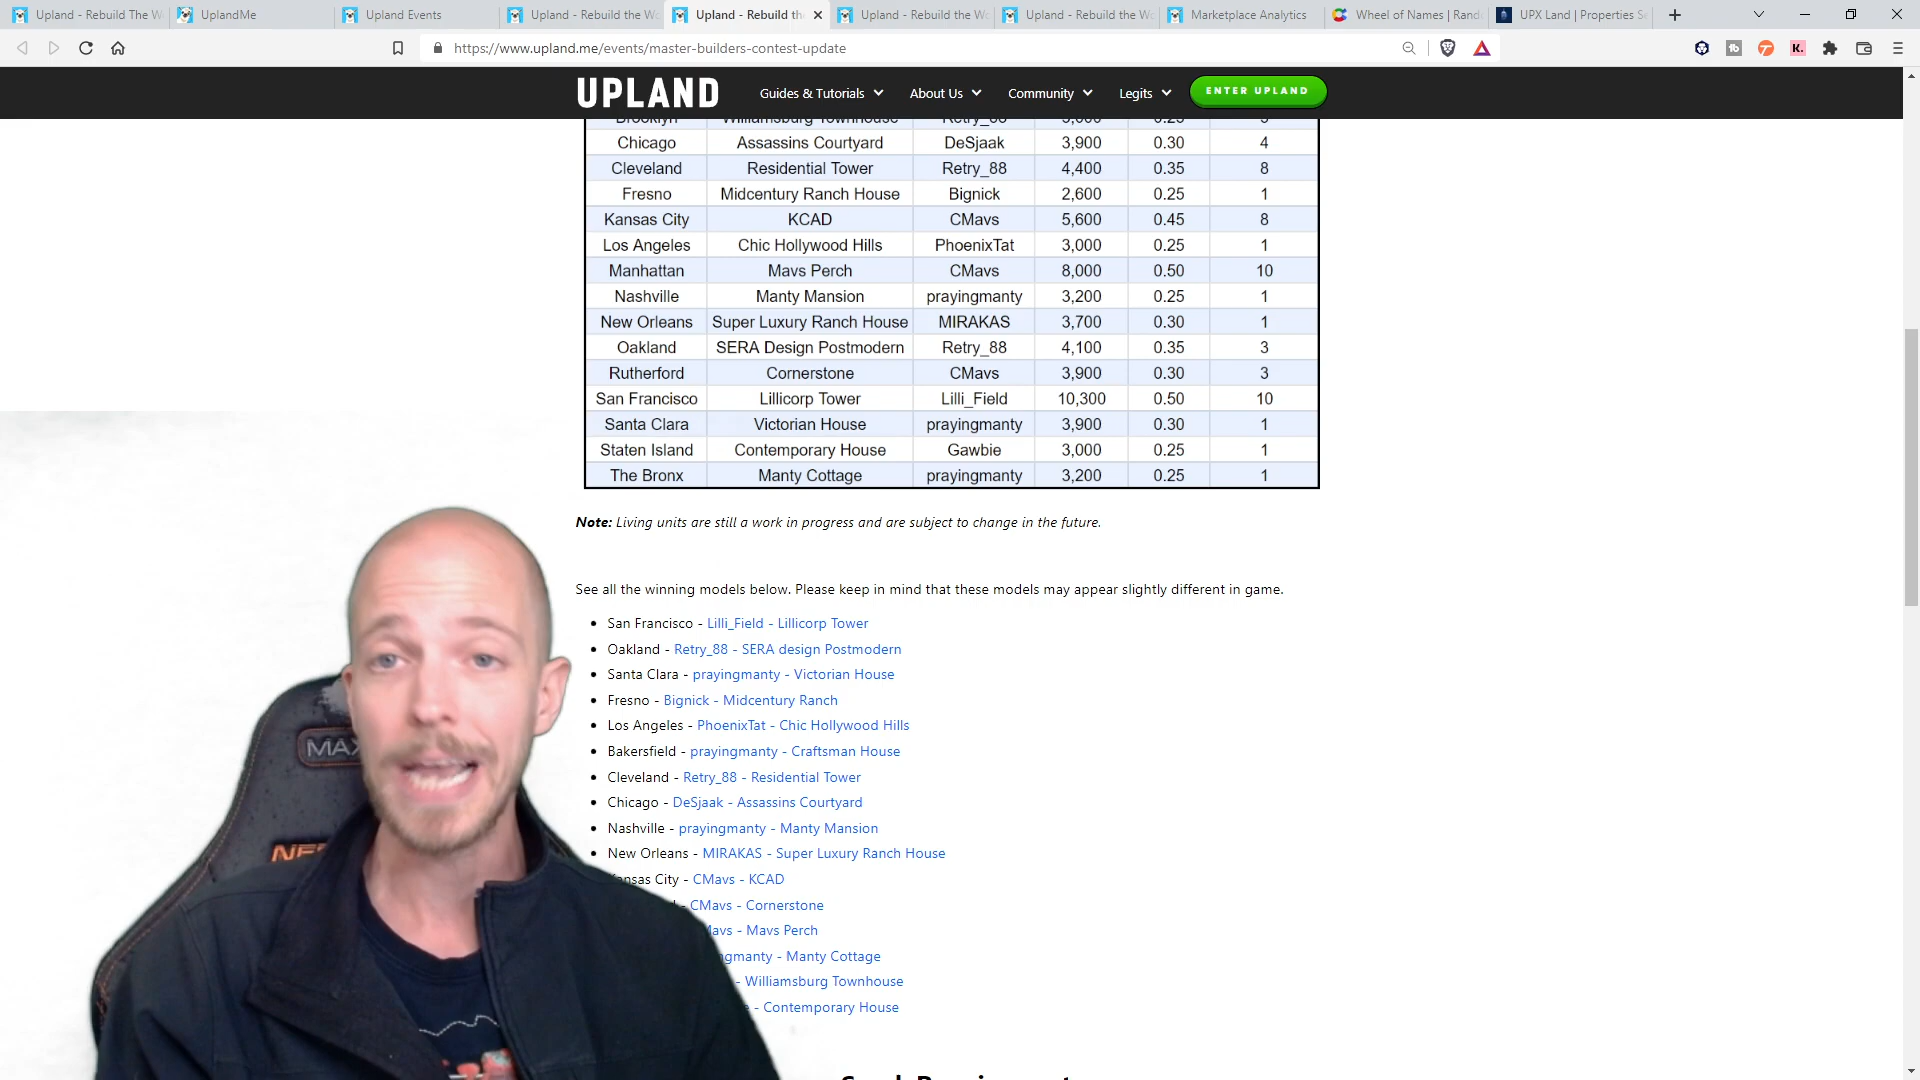 Upland - Rebuild The W
UplandMe
Upland Events
Upland - Rebuild the Wo
Upland - Rebuild th
Upland - Rebuild the Wo
Upland - Rebuild the Wo
Marketplace Analytics
Wheel of Names | Rand
UPX Land | Properties Se
https://www.upland.me/events/master-builders-contest-update
UPLAND
Guides & Tutorials
About Us
Community
Legits
ENTER UPLAND
Brooklyn Williamsburg Townhouse Retry_88
Chicago Assassins Courtyard DeSjaak 3,900 0.30 4
Cleveland Residential Tower Retry_88 4,400 0.35 8
Fresno Midcentury Ranch House Bignick 2,600 0.25 1
Kansas City KCAD CMavs 5,600 0.45 8
Los Angeles Chic Hollywood Hills PhoenixTat 3,000 0.25 1
Manhattan Mavs Perch CMavs 8,000 0.50 10
Nashville Manty Mansion prayingmanty 3,200 0.25 1
New Orleans Super Luxury Ranch House MIRAKAS 3,700 0.30 1
Oakland SERA Design Postmodern Retry_88 4,100 0.35 3
Rutherford Cornerstone CMavs 3,900 0.30 3
San Francisco Lillicorp Tower Lilli_Field 10,300 0.50 10
Santa Clara Victorian House prayingmanty 3,900 0.30 1
Staten Island Contemporary House Gawbie 3,000 0.25 1
The Bronx Manty Cottage prayingmanty 3,200 0.25 1
Note: Living units are still a work in progress and are subject to change in the future.
See all the winning models below. Please keep in mind that these models may appear slightly different in game.
San Francisco - Lilli_Field - Lillicorp Tower
Oakland - Retry_88 - SERA design Postmodern
Santa Clara - prayingmanty - Victorian House
Fresno - Bignick - Midcentury Ranch
Los Angeles - PhoenixTat - Chic Hollywood Hills
Bakersfield - prayingmanty - Craftsman House
Cleveland - Retry_88 - Residential Tower
Chicago - DeSjaak - Assassins Courtyard
Nashville - prayingmanty - Manty Mansion
New Orleans - MIRAKAS - Super Luxury Ranch House
ansas City - CMavs - KCAD
- CMavs - Cornerstone
avs - Mavs Perch
gmanty - Manty Cottage
- Williamsburg Townhouse
e - Contemporary House
MAX